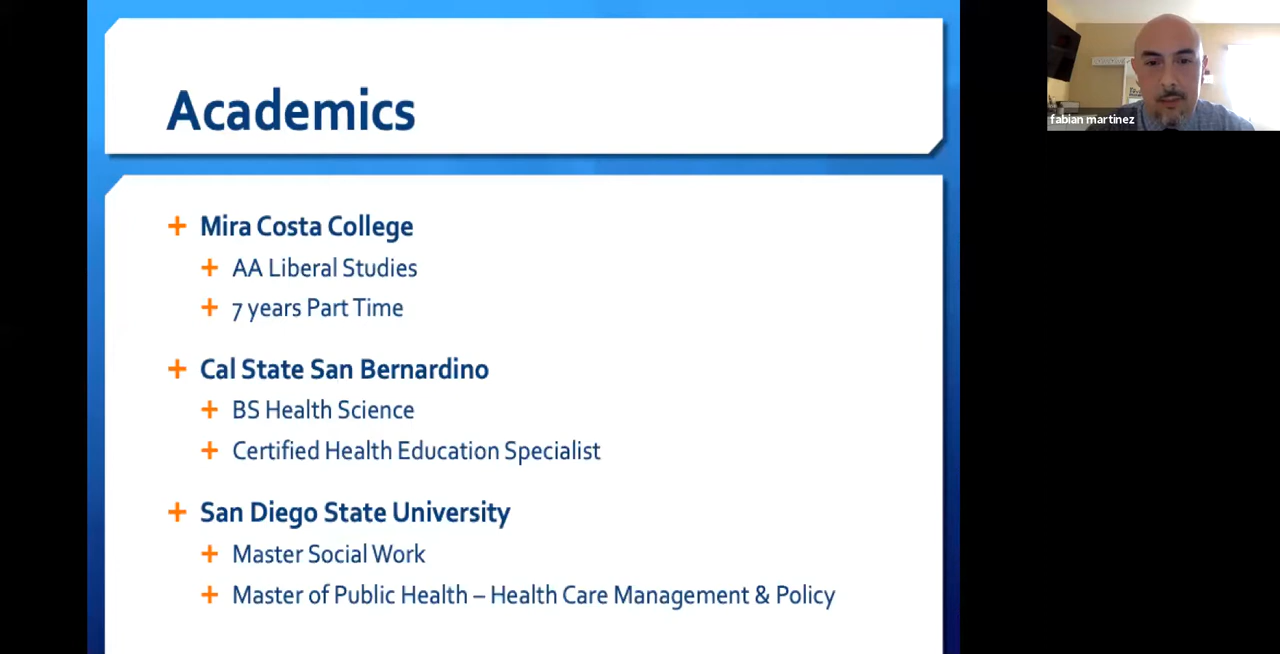 Academics
Mira Costa College
AA Liberal Studies
7 years Part Time
Cal State San Bernardino
BS Health Science
Certified Health Education Specialist
San Diego State University
Master Social Work
Master of Public Health – Health Care Management & Policy
fabian martinez